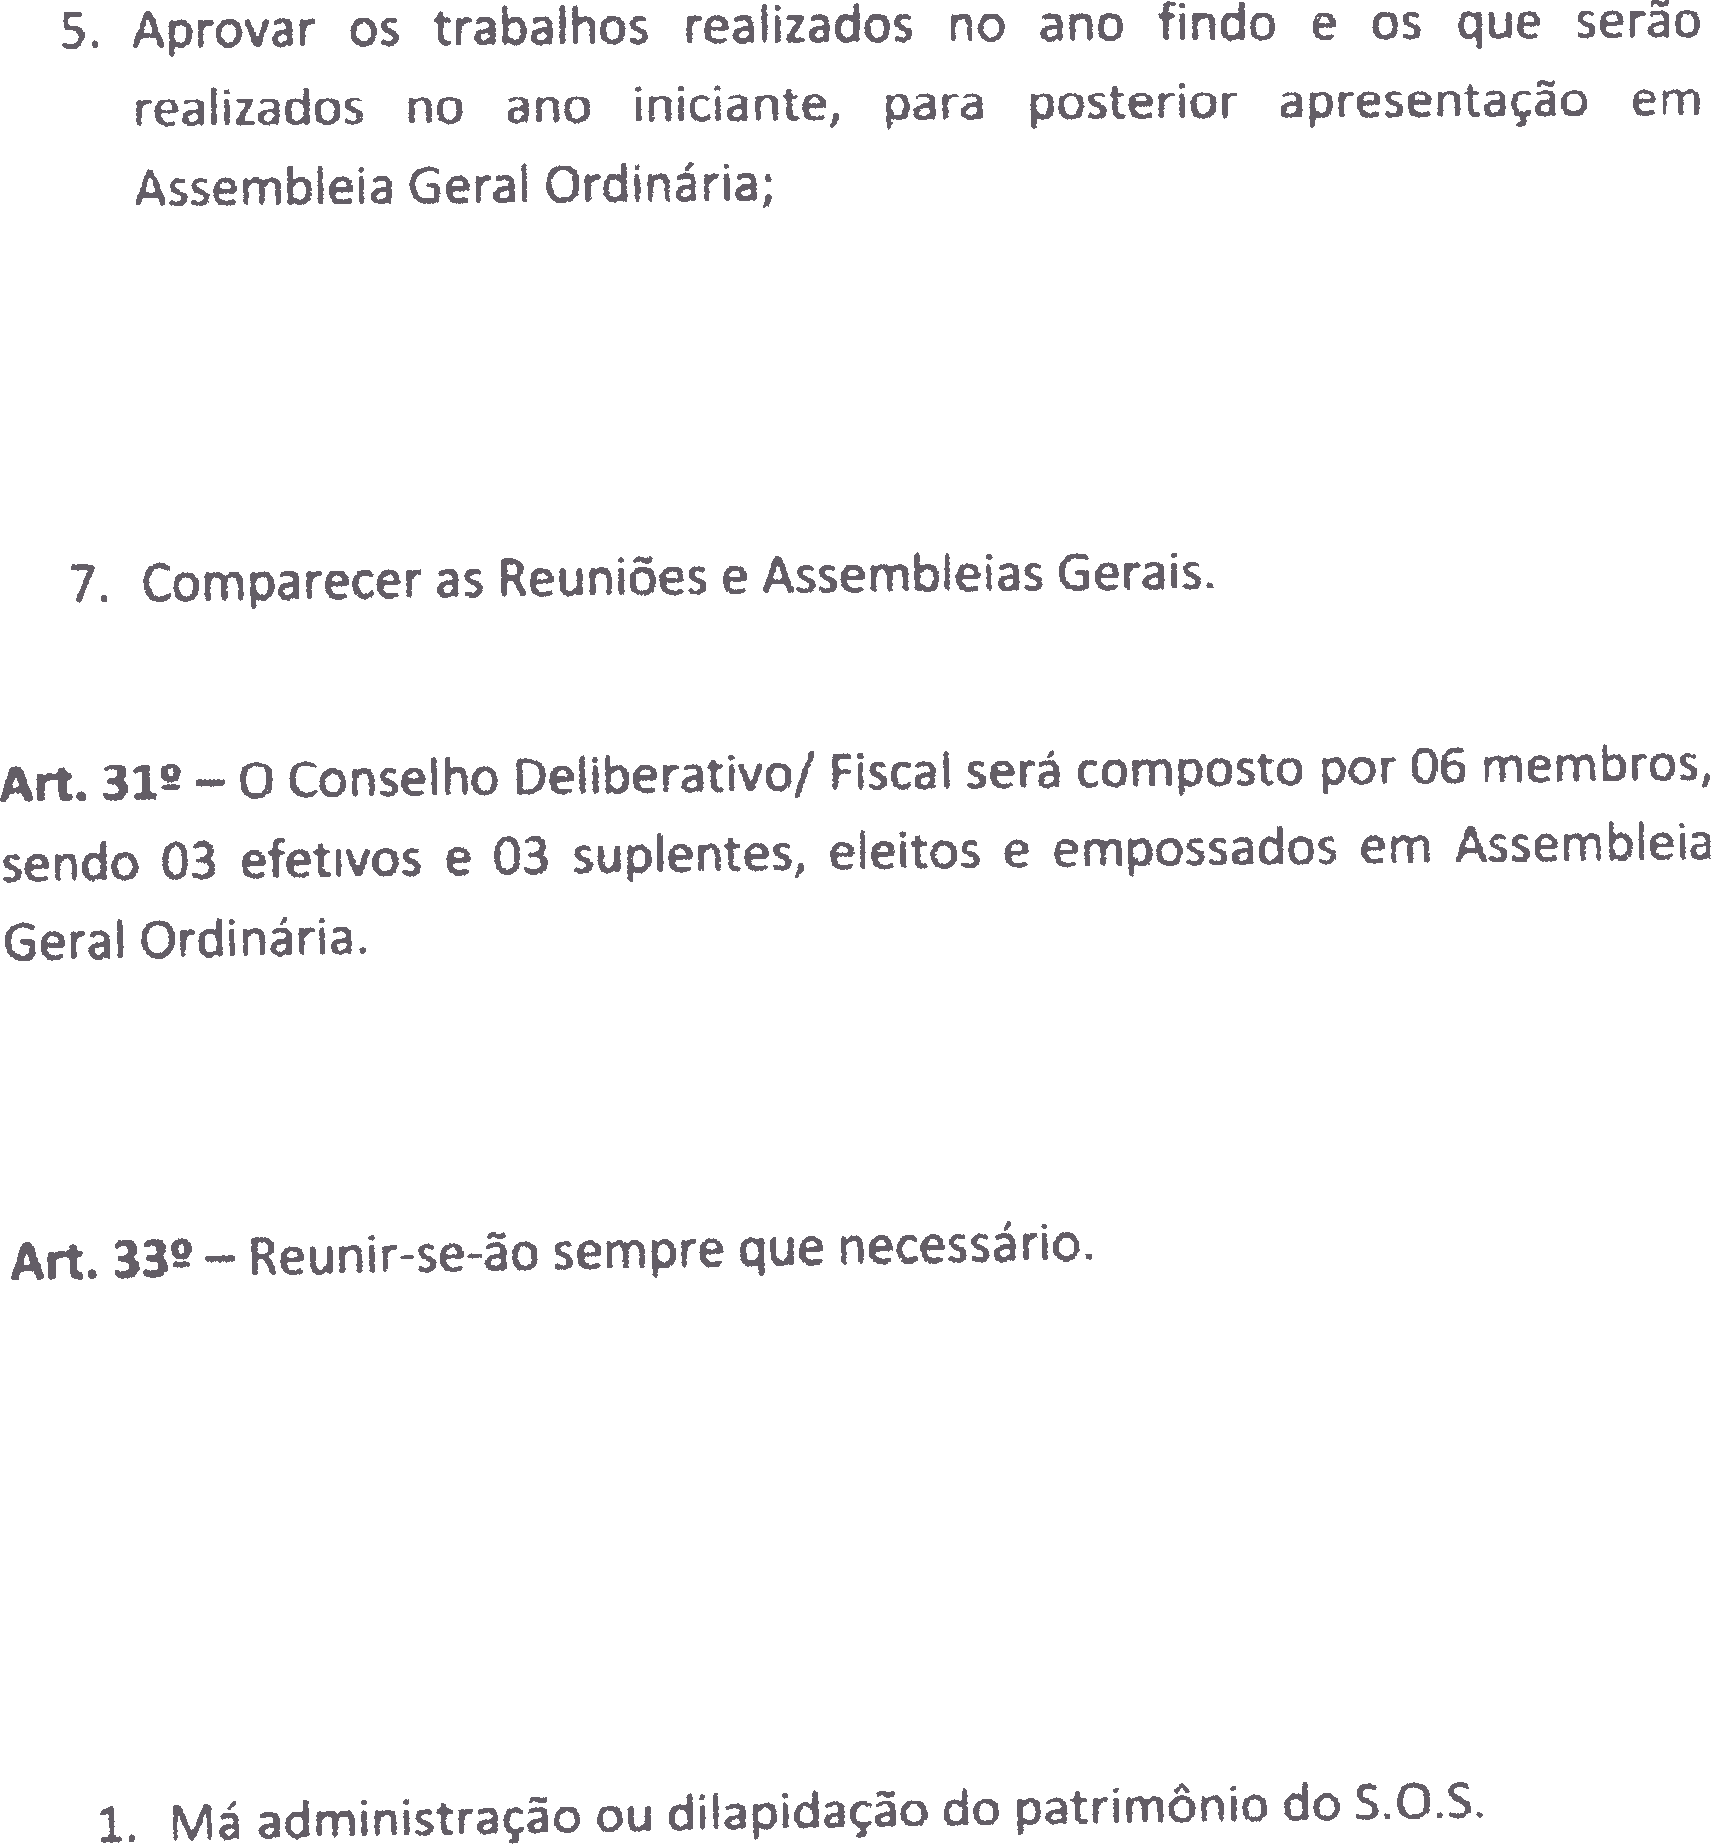 5. Aprovar os trabalhos realizados no ano findo e os que serão
realizados no ano iniciante, para posterior apresentação em
Assembleia Geral Ordinária;
7. Comparecer as Reuniões e Assembleias Gerais.
Art. 31º – O Conselho Deliberativo/ Fiscal será composto por 06 membros,
sendo 03 efetivos e 03 suplentes, eleitos e empossados em Assembleia
Geral Ordinária.
Art. 33º – Reunir-se-ão sempre que necessário.
1. Má administração ou dilapidação do patrimônio do S.O.S.